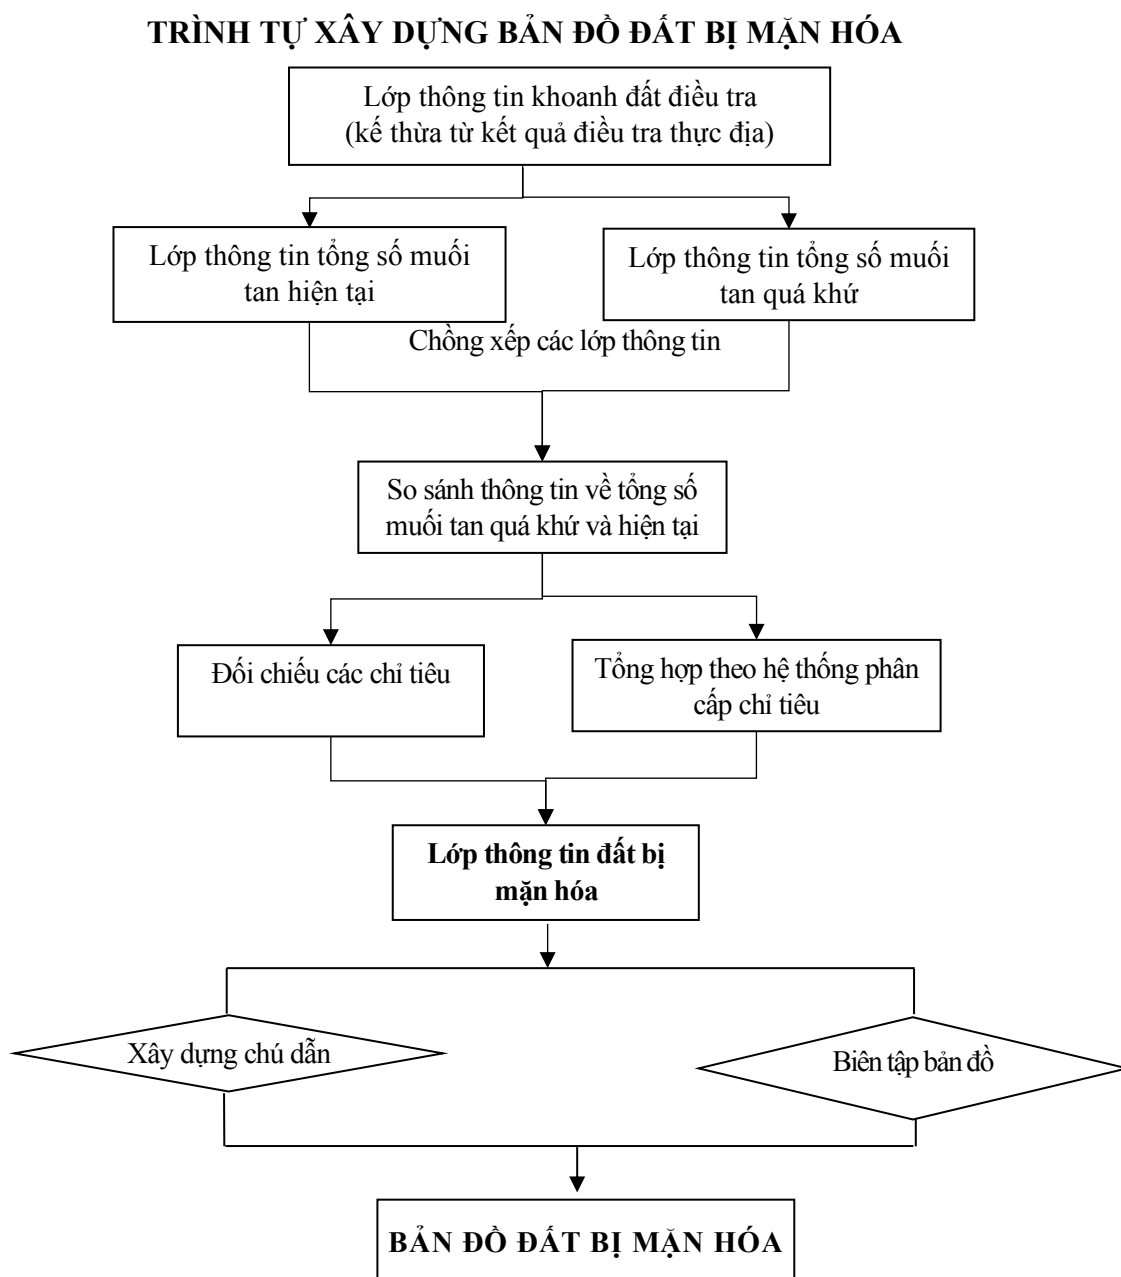 TRÌNH TỰ XÂY DỰNG BẢN ĐỒ ĐẤT BỊ MẶN HÓA
Lớp thông tin khoanh đất điều tra
(kế thừa từ kết quả điều tra thực địa)
Lớp thông tin tổng số muối
tan hiện tại
Lớp thông tin tổng số muối
tan quá khứ
Chồng xếp các lớp thông tin
So sánh thông tin về tổng số
muối tan quá khứ và hiện tại
Đối chiếu các chỉ tiêu
Tổng hợp theo hệ thống phân
cấp chỉ tiêu
Lớp thông tin đất bị
mặn hóa
Xây dựng chú dẫn
Biên tập bản đồ
BẢN ĐỒ ĐẤT BỊ MẶN HÓA